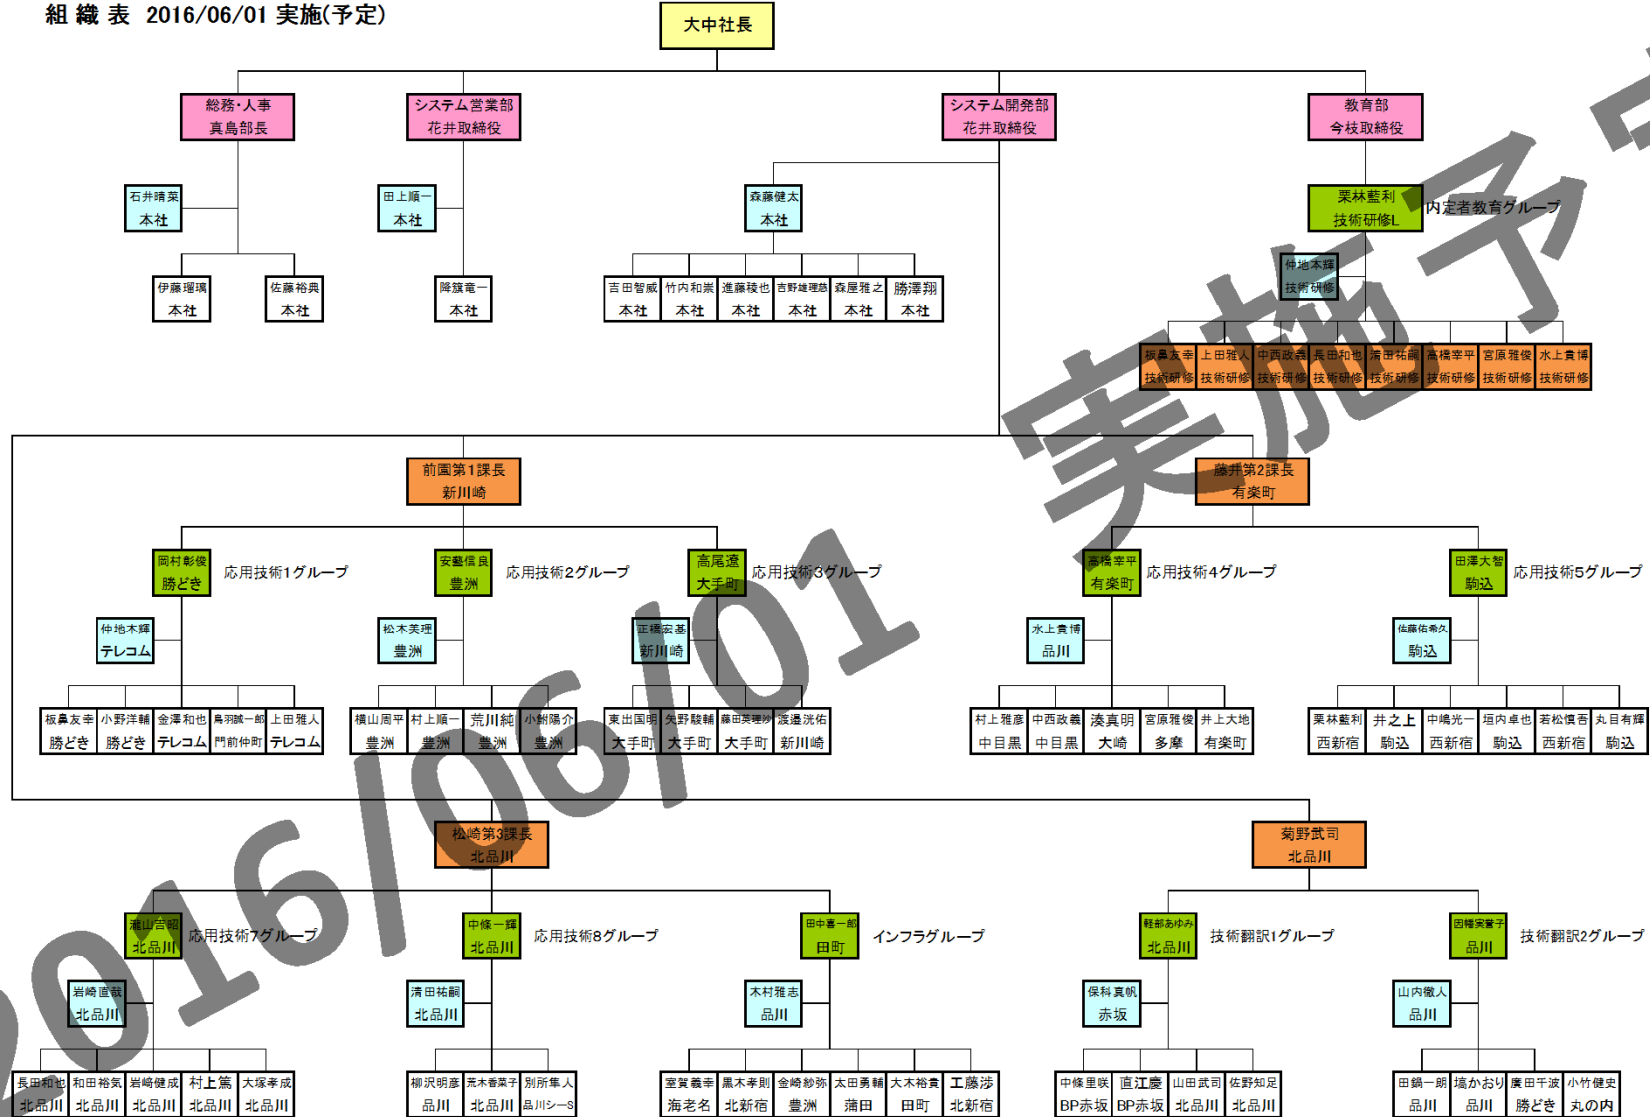 組 織 表  2016/06/01 実施(予定)
大中社長
総務・人事
真島部長
システム営業部
花井取締役
システム開発部
花井取締役
教育部
今枝取締役
石井晴菜
本社
田上順一
本社
森藤健太
本社
栗林藍利
技術研修L
内定者教育グループ
伊藤瑠璃
本社
佐藤裕典
本社
降簱竜一
本社
吉田智威
本社
竹内和崇
本社
進藤稜也
本社
吉野雄理慈
本社
森屋雅之
本社
勝澤翔
本社
仲地本輝
技術研修
板鼻友幸
技術研修
上田雅人
技術研修
中西政義
技術研修
長田和也
技術研修
清田祐嗣
技術研修
高橋宰平
技術研修
宮原雅俊
技術研修
水上貴博
技術研修
前園第1課長
新川崎
藤井第2課長
有楽町
岡村彰俊
勝どき
応用技術1グループ
安藝信良
豊洲
応用技術2グループ
高尾遼
大手町
応用技術3グループ
高橋宰平
有楽町
応用技術4グループ
田澤大智
駒込
応用技術5グループ
仲地本輝
テレコム
松木美理
豊洲
正橋宏基
新川崎
水上貴博
品川
佐藤佑希久
駒込
板鼻友幸
勝どき
小野洋輔
勝どき
金澤和也
テレコム
鳥羽誠一郎
門前仲町
上田雅人
テレコム
横山周平
豊洲
村上順一
豊洲
荒川純
豊洲
小鮒陽介
豊洲
東出国明
大手町
矢野駿輔
大手町
藤田英理沙
大手町
渡邉洸佑
新川崎
村上雅彦
中目黒
中西政義
中目黒
湊真明
大崎
宮原雅俊
多摩
井上大地
有楽町
栗林藍利
西新宿
井之上
駒込
中嶋光一
西新宿
垣内卓也
駒込
若松慎吾
西新宿
丸目有輝
駒込
松崎第3課長
北品川
菊野武司
北品川
瀧山吉昭
北品川
応用技術7グループ
中條一輝
北品川
応用技術8グループ
田中喜一郎
田町
インフラグループ
軽部あゆみ
北品川
技術翻訳1グループ
因幡実誉子
品川
技術翻訳2グループ
岩崎直哉
北品川
清田祐嗣
北品川
木村雅志
品川
保科真帆
赤坂
山内徹人
品川
長田和也
北品川
和田裕気
北品川
岩﨑健成
北品川
村上篤
北品川
大塚孝成
北品川
柳沢明彦
品川
荒木香菜子
北品川
別所隼人
品川シーS
室賀義幸
海老名
黒木孝則
北新宿
金崎紗弥
豊洲
太田勇輔
蒲田
大木裕貴
田町
工藤渉
北新宿
中條里咲
BP赤坂
直江慶
BP赤坂
山田武司
北品川
佐野知足
北品川
田鍋一朗
品川
塙かおり
品川
廣田千波
勝どき
小竹健史
丸の内
2016/06/01 実施予